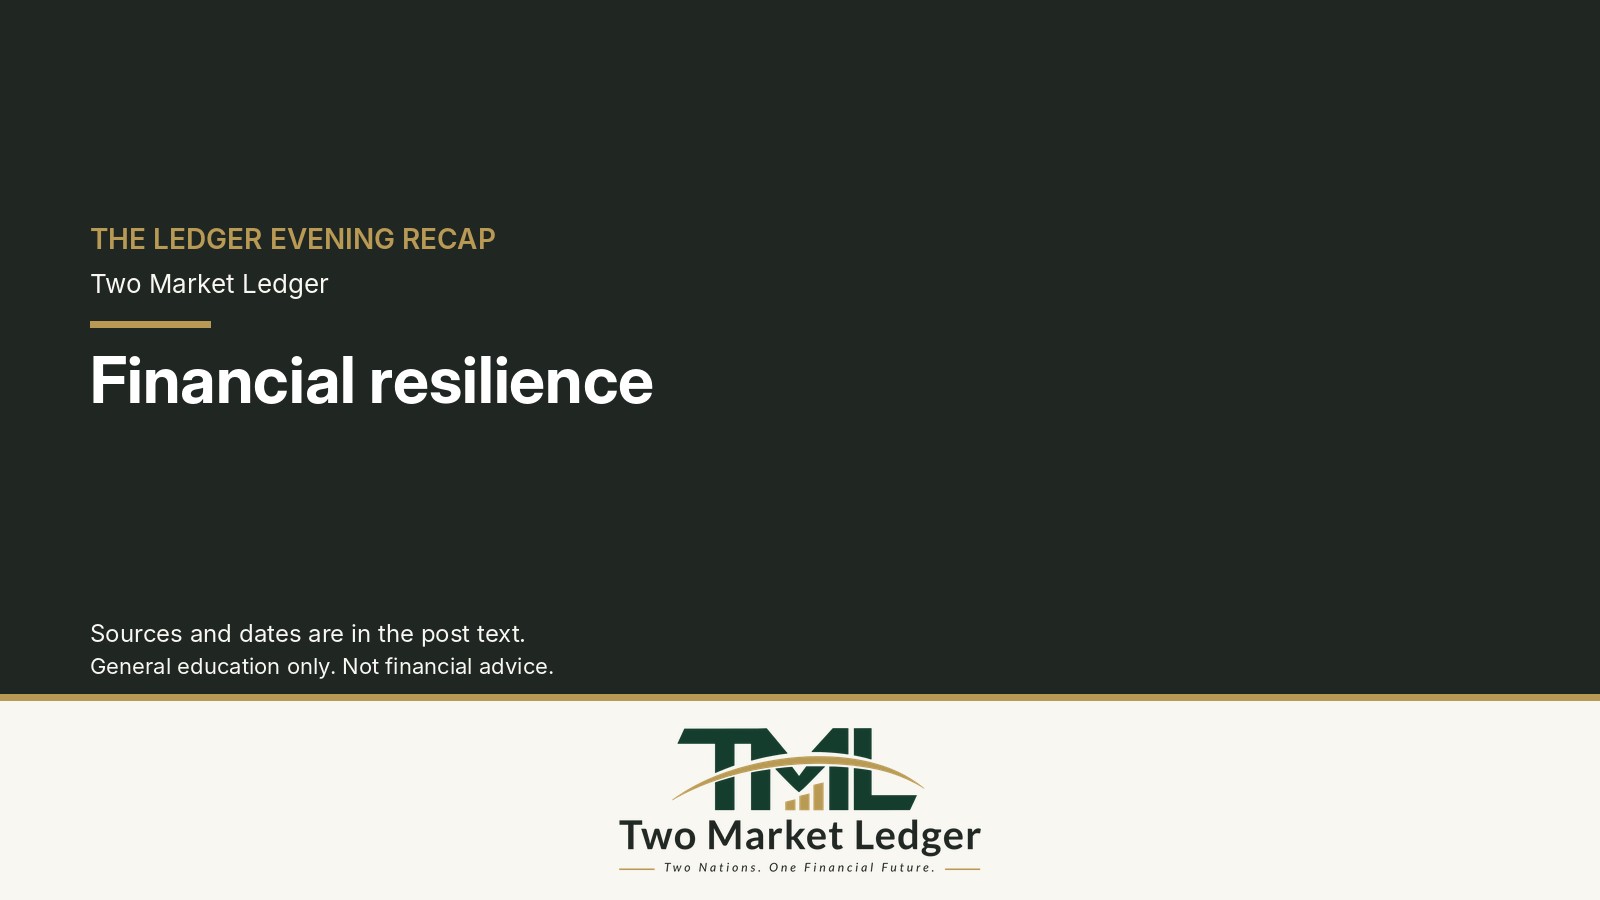 THE LEDGER EVENING RECAP
Two Market Ledger
Financial resilience
Sources and dates are in the post text.
General education only. Not financial advice.
TML
Two Market Ledger
Two Nations. One Financial Future.